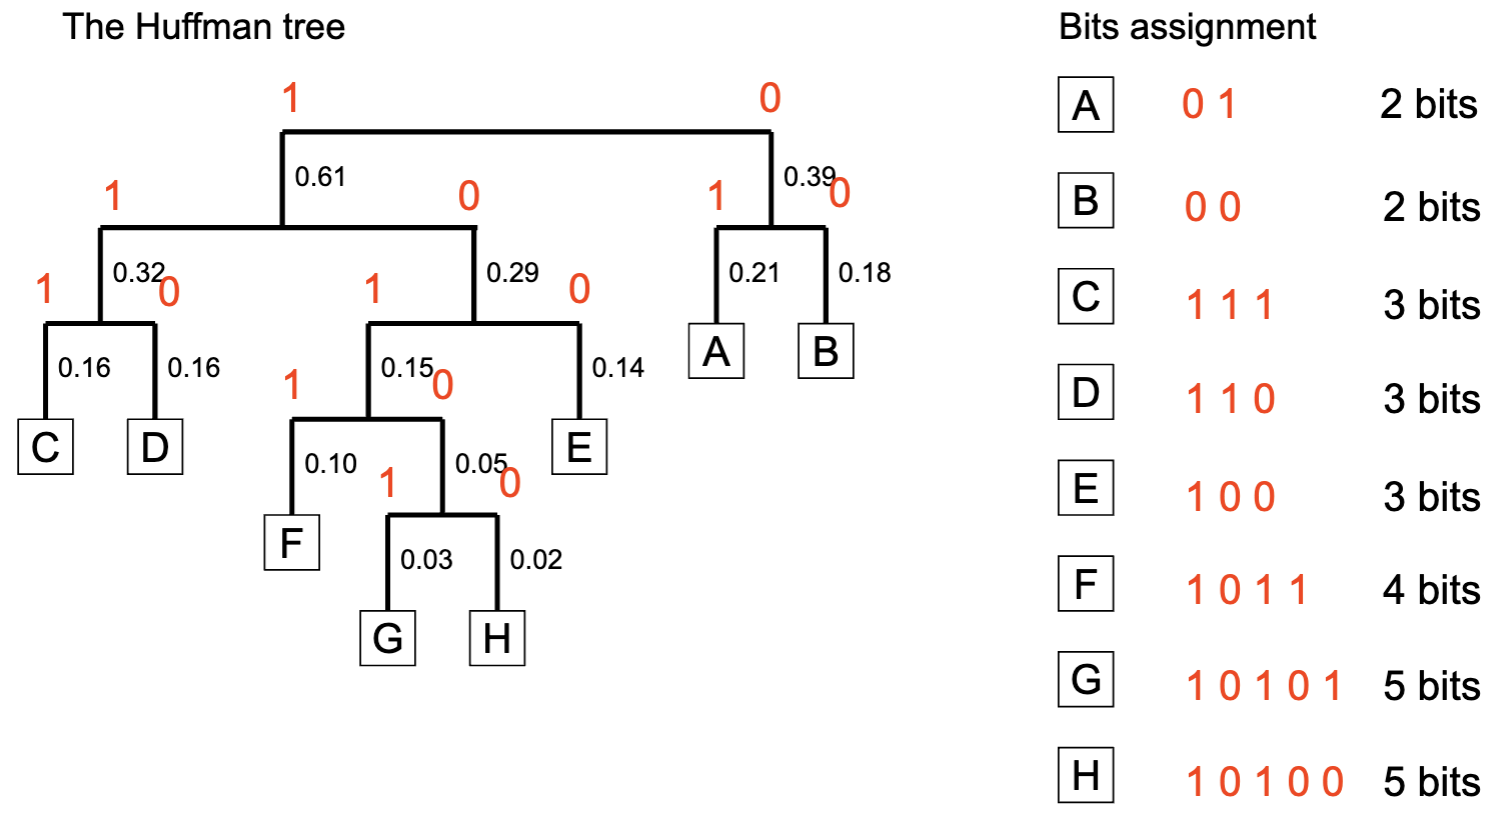 The Huffman tree
1 0
0.61 0.39
1 0 1 0
0.32 0.29 0.21 0.18
1 0 1 0
A B
0.16 0.16 0.15 0.14
1 0
C D E
0.10 0.05
1 0
F
0.03 0.02
G H
Bits assignment
A 0 1 2 bits
B 0 0 2 bits
C 1 1 1 3 bits
D 1 1 0 3 bits
E 1 0 0 3 bits
F 1 0 1 1 4 bits
G 1 0 1 0 1 5 bits
H 1 0 1 0 0 5 bits